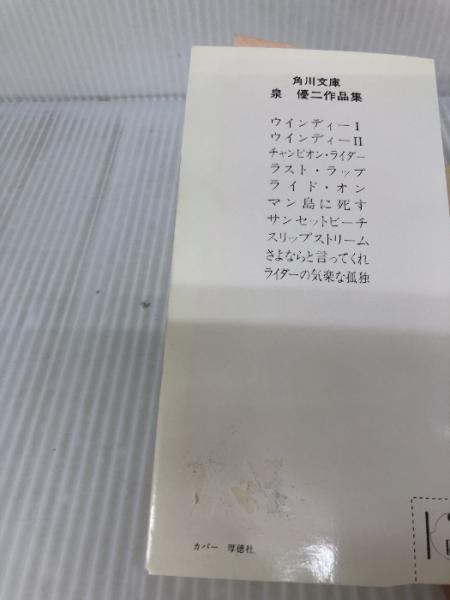 角川文庫
泉 優二作品集
ウインディーⅠ
ウインディーⅡ
チャンピオン・ライダー
ラスト・ラップ
ライド・オン
マン島に死す
サンセットビーチ
スリップストリーム
さよならと言ってくれ
ライダーの気楽な孤独
カバー 厚徳社